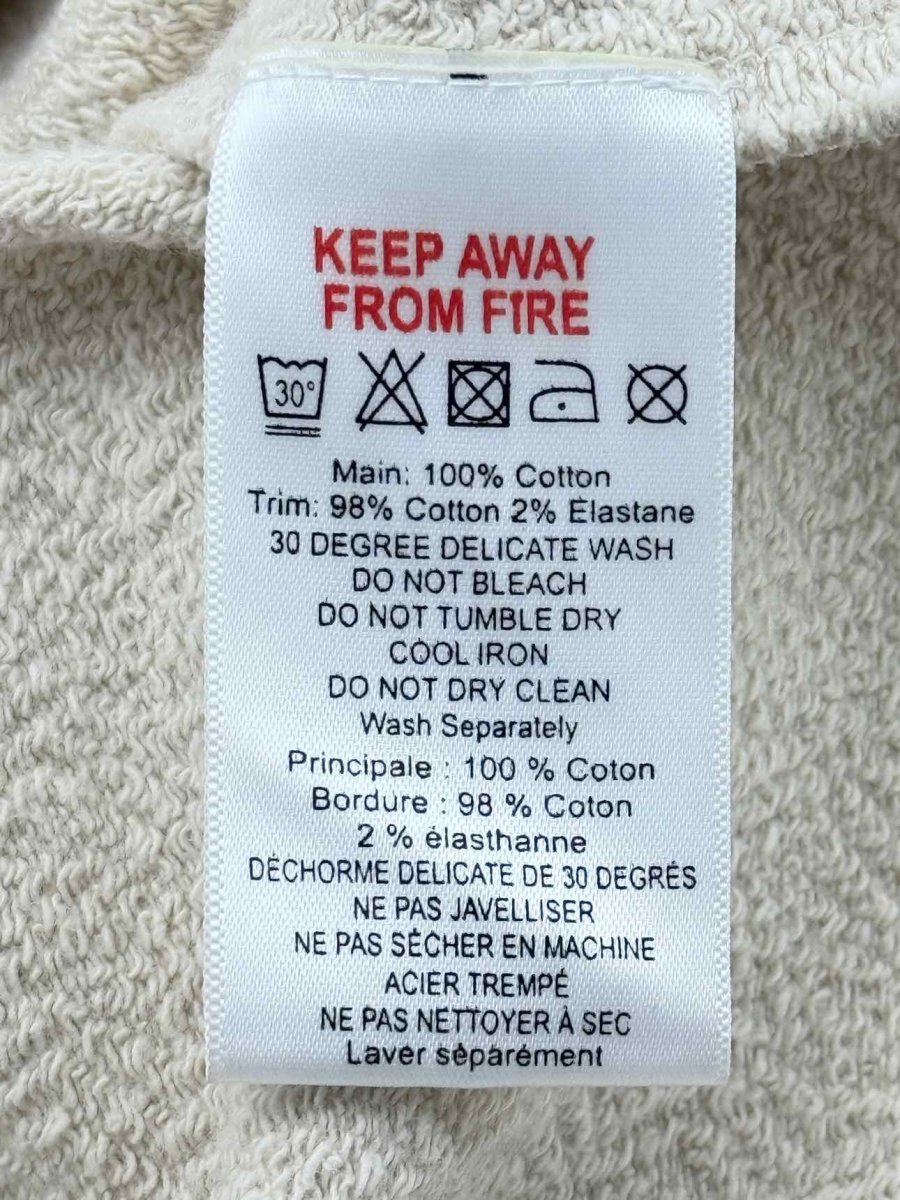 KEEP AWAY
FROM FIRE
30°
Main: 100% Cotton
Trim: 98% Cotton 2% Elastane
30 DEGREE DELICATE WASH
DO NOT BLEACH
DO NOT TUMBLE DRY
COOL IRON
DO NOT DRY CLEAN
Wash Separately
Principale : 100 % Coton
Bordure : 98 % Coton
2 % élasthanne
DÉCHORME DELICATE DE 30 DEGRÉS
NE PAS JAVELLISER
NE PAS SÉCHER EN MACHINE
ACIER TREMPÉ
NE PAS NETTOYER À SEC
Laver séparément